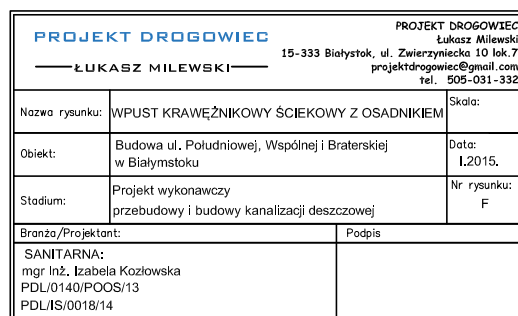 PROJEKT DROGOWIEC
ŁUKASZ MILEWSKI
PROJEKT DROGOWIEC
Łukasz Milewski
15-333 Białystok, ul. Zwierzyniecka 10 lok.7
projektdrogowiec@gmail.com
tel. 505-031-332
Nazwa rysunku:
WPUST KRAWĘŻNIKOWY ŚCIEKOWY Z OSADNIKIEM
Skala:
Obiekt:
Budowa ul. Południowej, Wspólnej i Braterskiej
w Białymstoku
Data:
I.2015.
Stadium:
Projekt wykonawczy
przebudowy i budowy kanalizacji deszczowej
Nr rysunku:
F
Branża/Projektant:
Podpis
SANITARNA:
mgr Inż. Izabela Kozłowska
PDL/0140/POOS/13
PDL/IS/0018/14